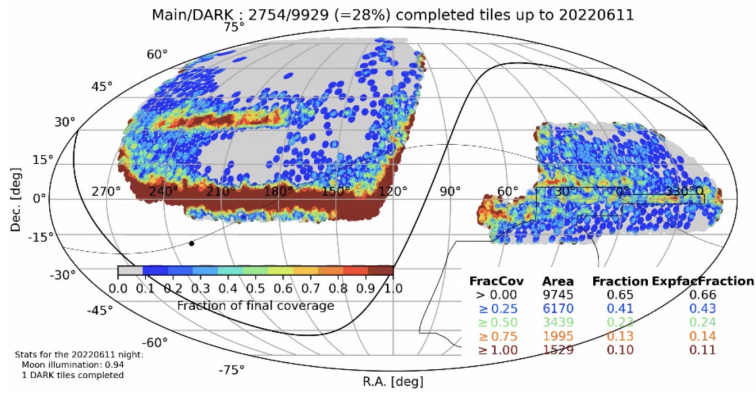 Main/DARK : 2754/9929 (=28%) completed tiles up to 20220611
75°
60°
45°
30°
15°
0°
-15°
-30°
-45°
-60°
-75°
Dec. [deg]
270° 240° 210° 180° 150° 120° 90° 60° 30° 0° 330°
0.0 0.1 0.2 0.3 0.4 0.5 0.6 0.7 0.8 0.9 1.0
Fraction of final coverage
FracCov Area Fraction ExpfacFraction
> 0.00 9745 0.65 0.66
≥ 0.25 6170 0.41 0.43
≥ 0.50 3439 0.23 0.24
≥ 0.75 1995 0.13 0.14
≥ 1.00 1529 0.10 0.11
Stats for the 20220611 night:
Moon illumination: 0.94
1 DARK tiles completed
R.A. [deg]